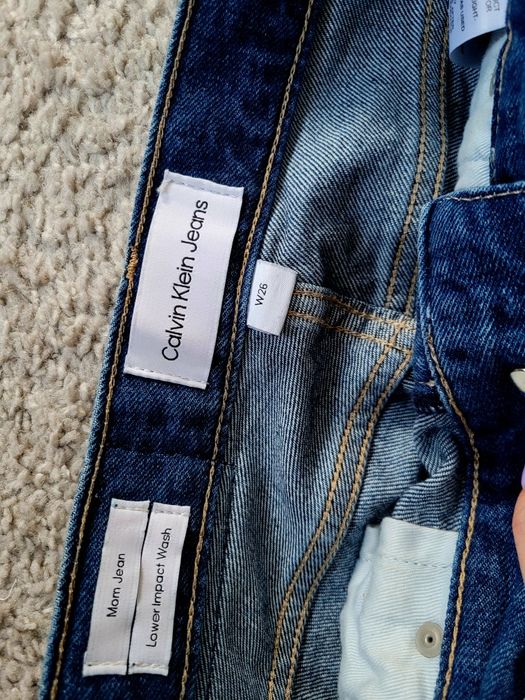 Calvin Klein Jeans
W26
Mom Jean
Lower Impact Wash